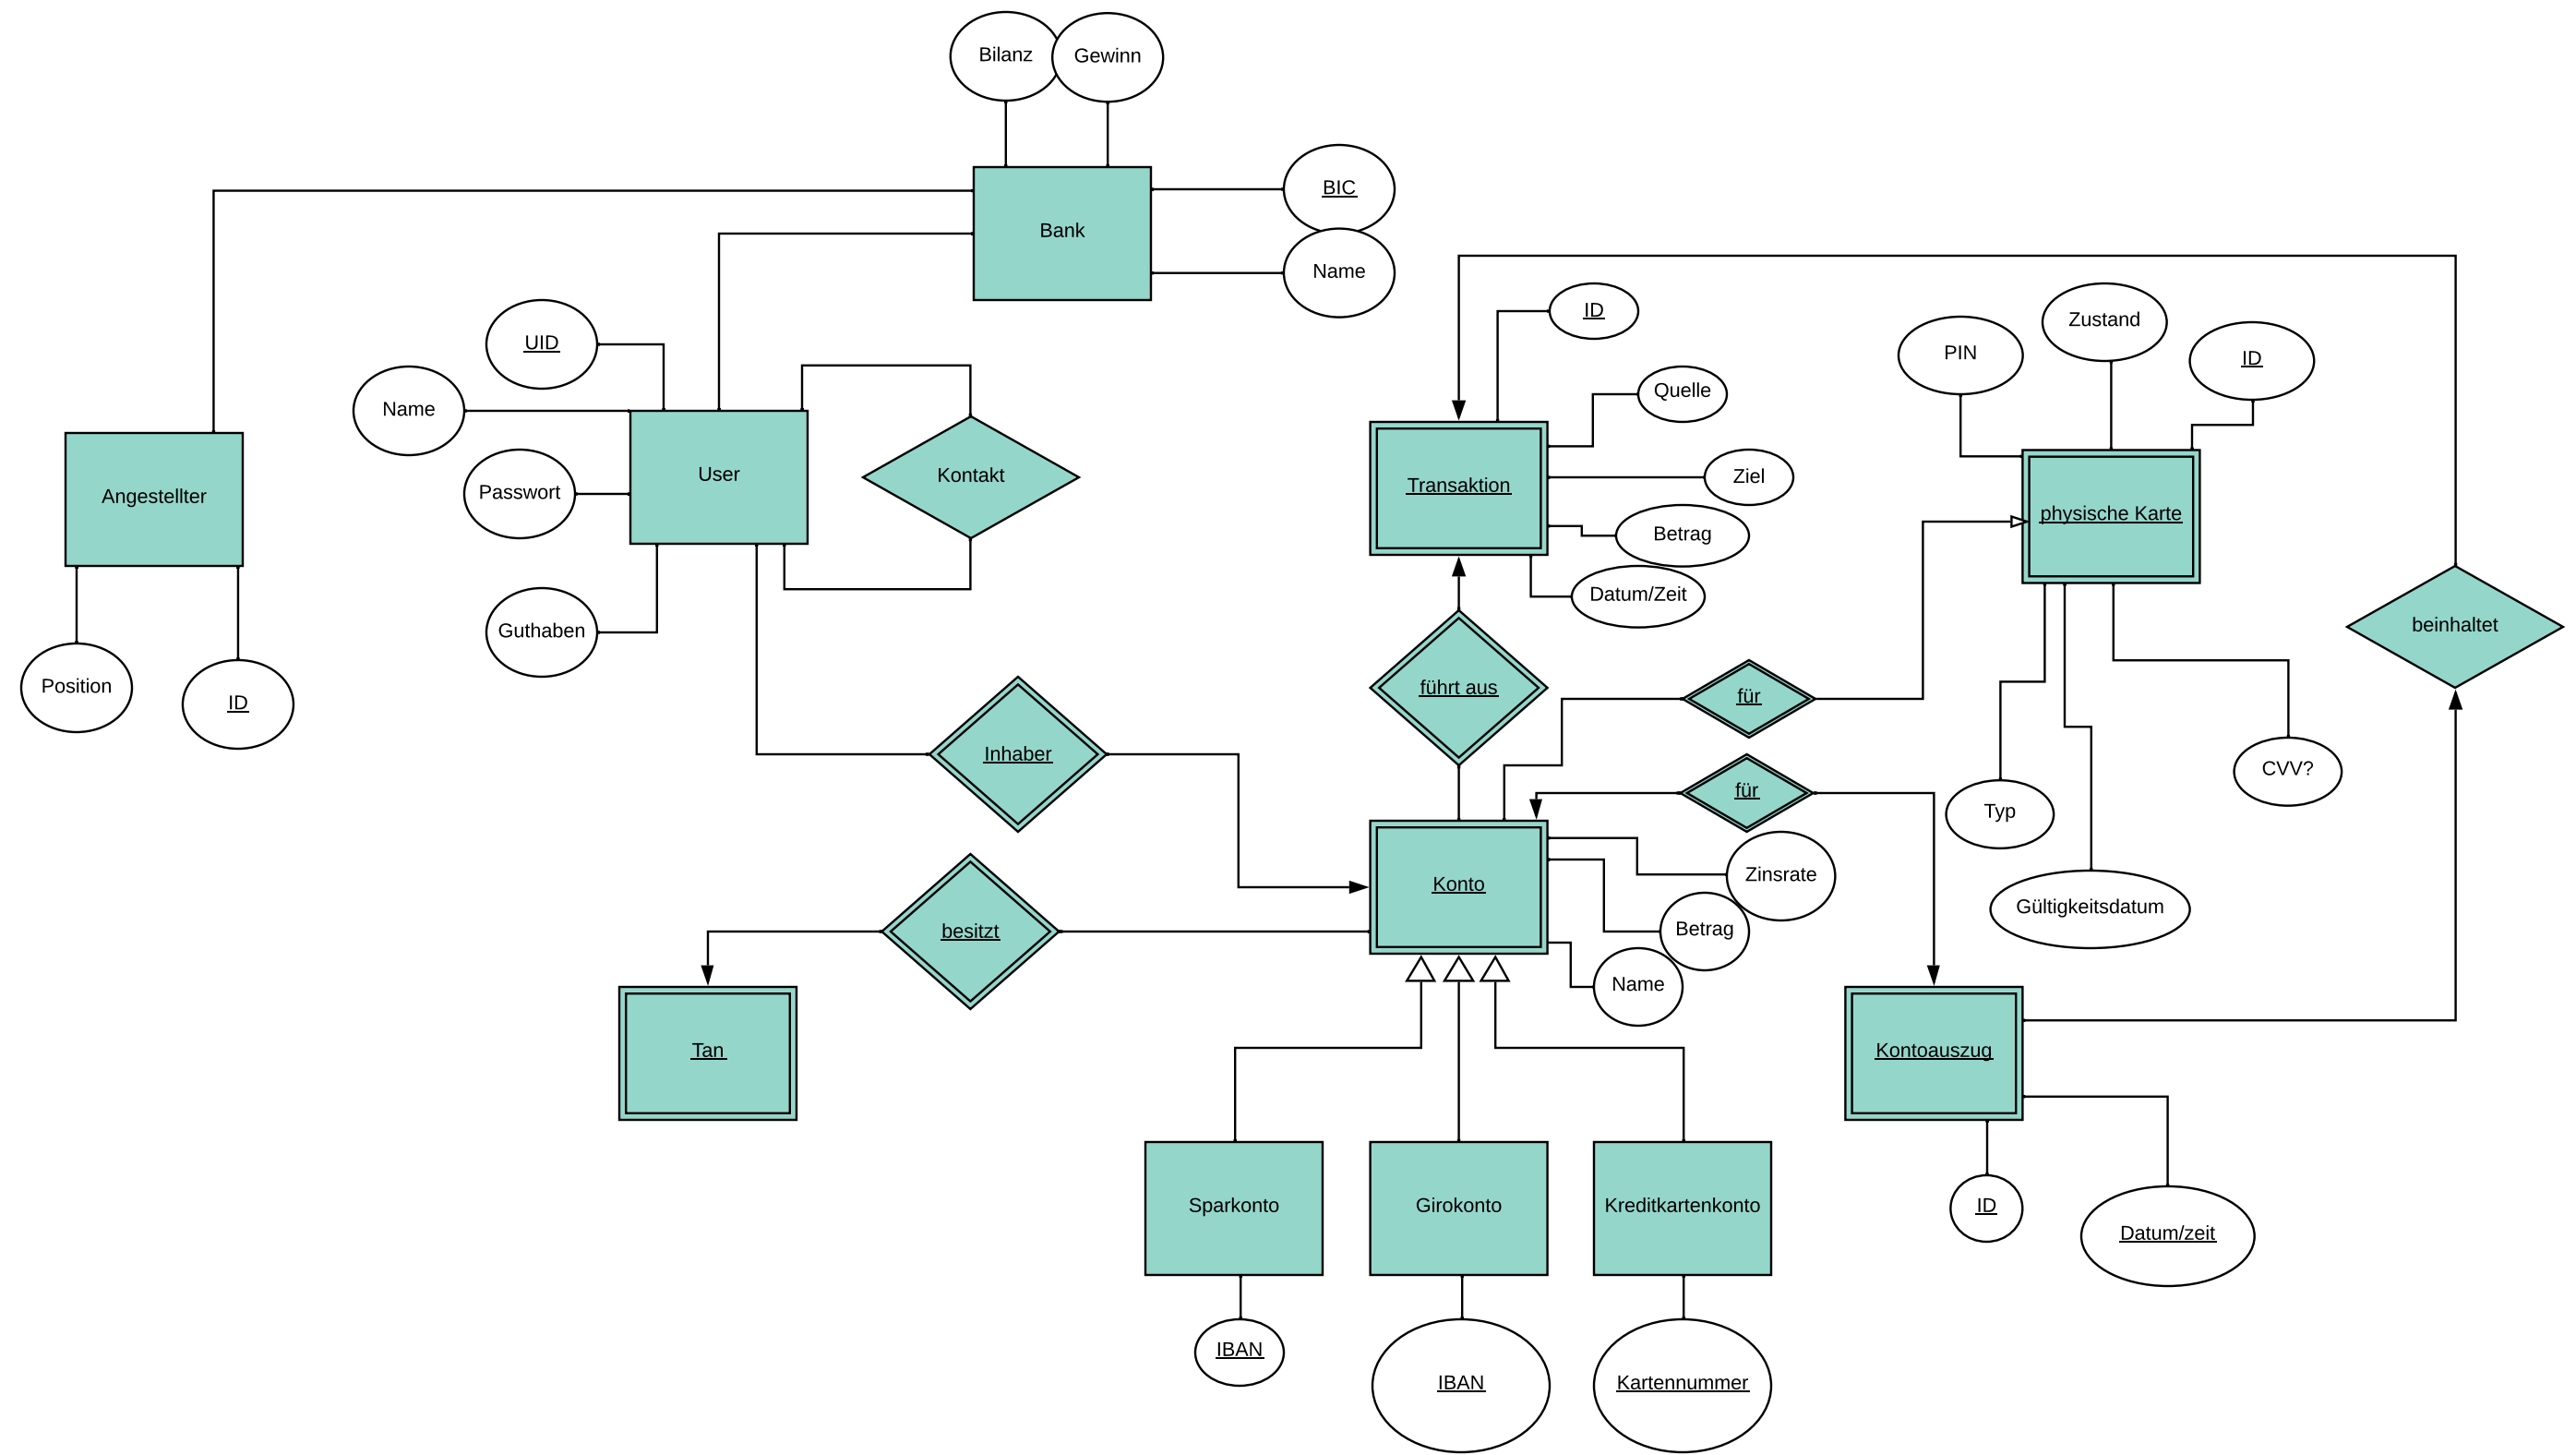 Bilanz
Gewinn
BIC
Bank
Name
ID
Zustand
UID
PIN
ID
Quelle
Name
User
Kontakt
Ziel
Transaktion
Passwort
Angestellter
physische Karte
Betrag
Datum/Zeit
beinhaltet
Guthaben
Position
führt aus
für
ID
Inhaber
CVV?
für
Typ
Zinsrate
Konto
Gültigkeitsdatum
Betrag
besitzt
Name
Tan
Kontoauszug
Sparkonto
Girokonto
Kreditkartenkonto
ID
Datum/zeit
IBAN
IBAN
Kartennummer